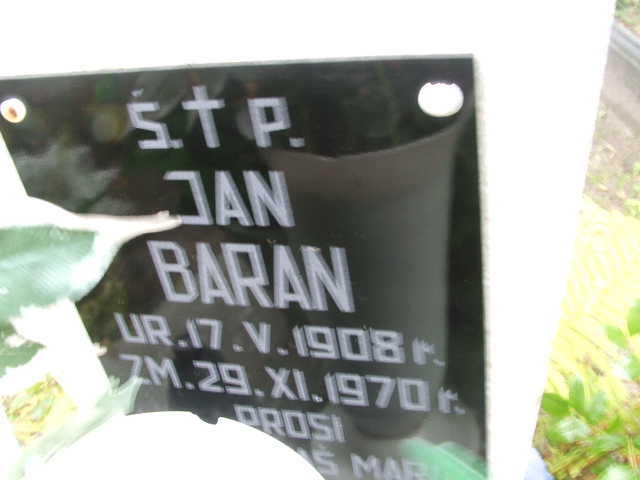 Ś. † P.
JAN
BARAN
UR. 17. V. 1908 r.
ZM. 29. XI. 1970 r.
PROSI